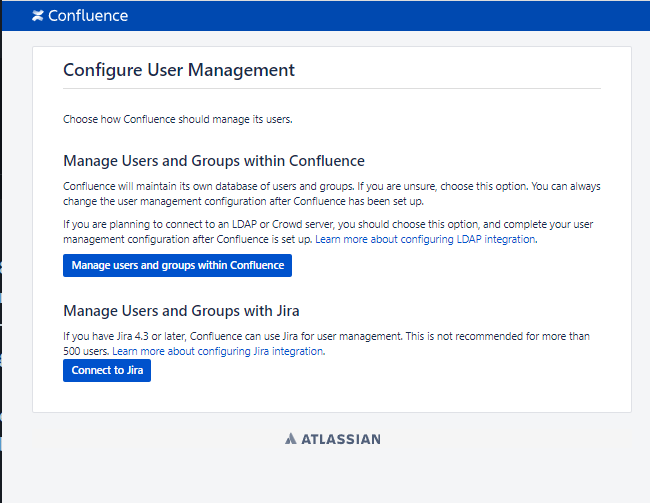 Confluence
Configure User Management
Choose how Confluence should manage its users.
Manage Users and Groups within Confluence
Confluence will maintain its own database of users and groups. If you are unsure, choose this option. You can always
change the user management configuration after Confluence has been set up.
If you are planning to connect to an LDAP or Crowd server, you should choose this option, and complete your user
management configuration after Confluence is set up. Learn more about configuring LDAP integration.
Manage users and groups within Confluence
Manage Users and Groups with Jira
If you have Jira 4.3 or later, Confluence can use Jira for user management. This is not recommended for more than
500 users. Learn more about configuring Jira integration.
Connect to Jira
ATLASSIAN